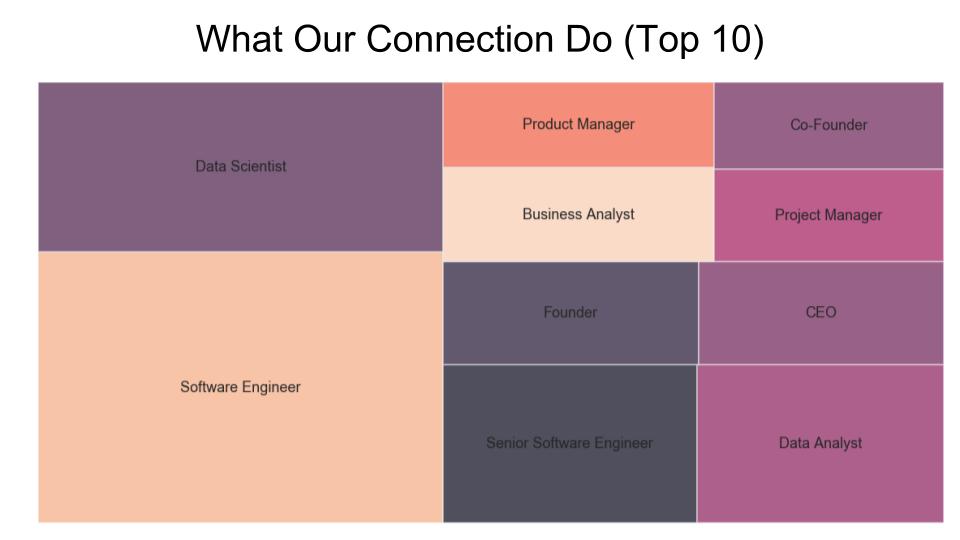 What Our Connection Do (Top 10)
Data Scientist
Software Engineer
Product Manager
Co-Founder
Business Analyst
Project Manager
Founder
CEO
Senior Software Engineer
Data Analyst